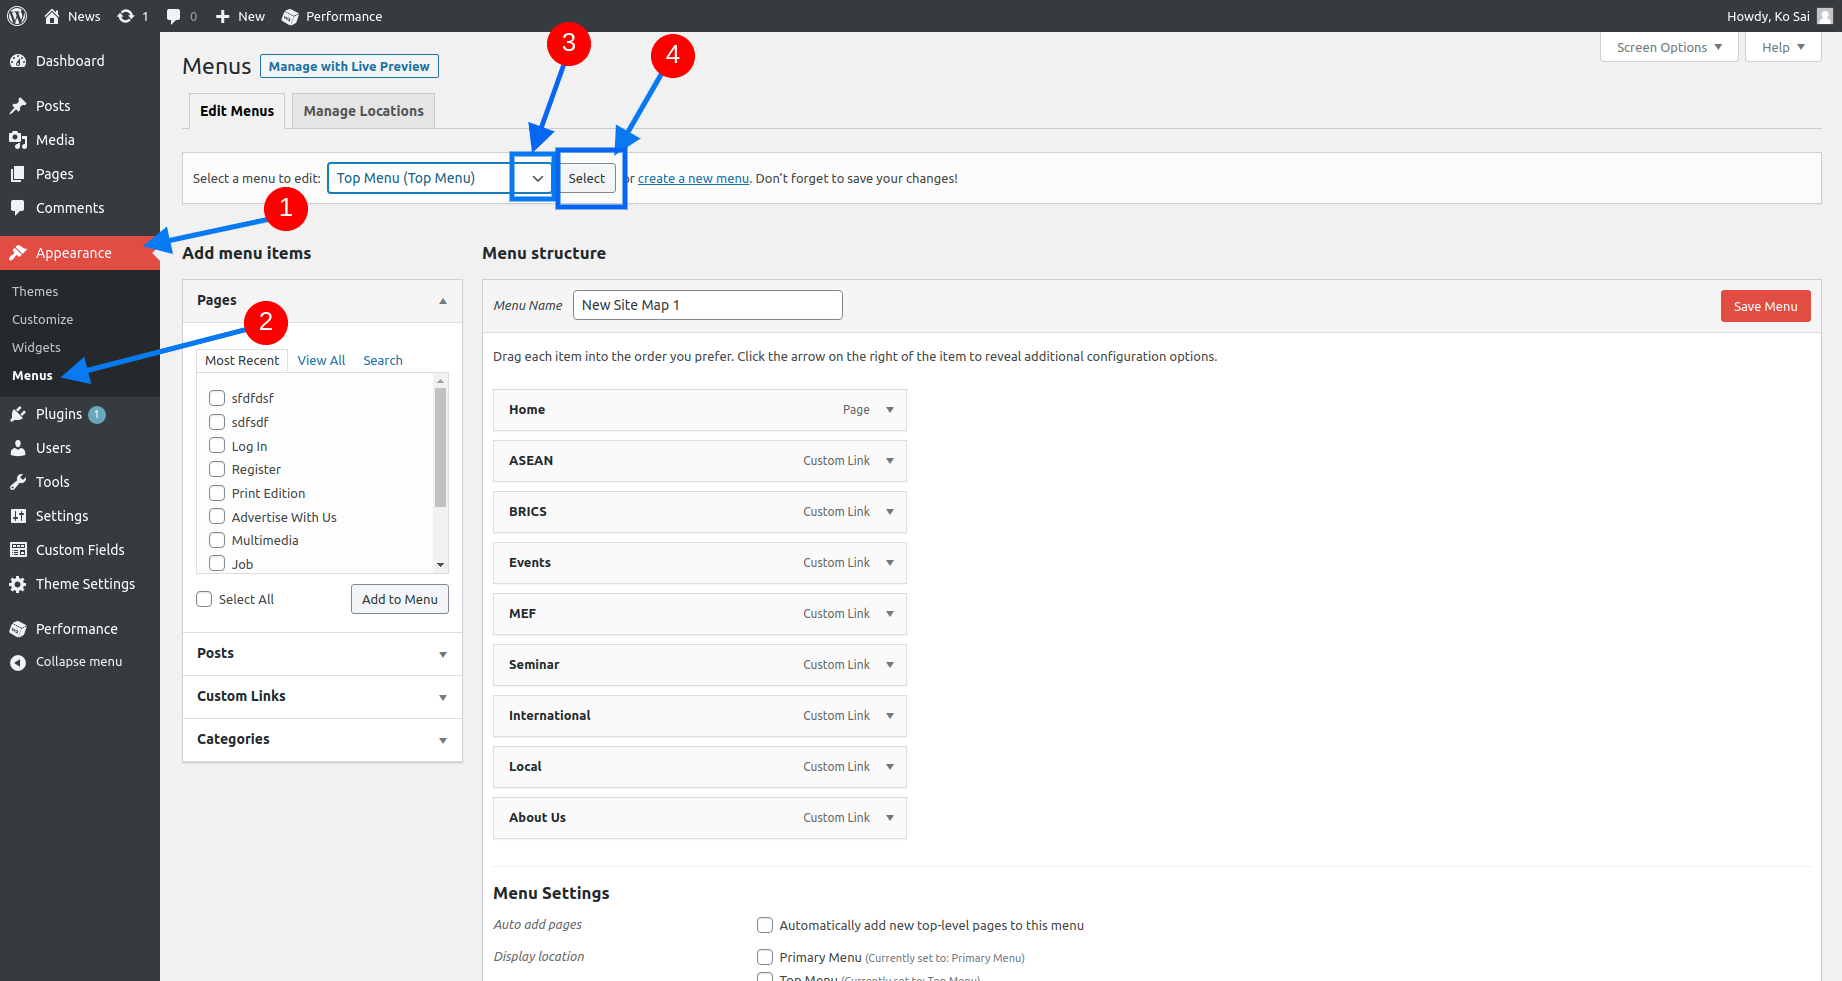 News 1 0 New Performance Howdy, Ko Sai
Screen Options Help
Dashboard
Posts
Media
Pages
Comments
Appearance
Themes
Customize
Widgets
Menus
Plugins 1
Users
Tools
Settings
Custom Fields
Theme Settings
Performance
Collapse menu
Menus Manage with Live Preview
3
4
Edit Menus Manage Locations
Select a menu to edit: Top Menu (Top Menu) Select or create a new menu. Don't forget to save your changes!
1
2
Add menu items
Pages
Most Recent View All Search
sfdfdsf
sdfsdf
Log In
Register
Print Edition
Advertise With Us
Multimedia
Job
Select All Add to Menu
Posts
Custom Links
Categories
Menu structure
Menu Name New Site Map 1 Save Menu
Drag each item into the order you prefer. Click the arrow on the right of the item to reveal additional configuration options.
Home Page
ASEAN Custom Link
BRICS Custom Link
Events Custom Link
MEF Custom Link
Seminar Custom Link
International Custom Link
Local Custom Link
About Us Custom Link
Menu Settings
Auto add pages Automatically add new top-level pages to this menu
Display location Primary Menu (Currently set to: Primary Menu)
Top Menu (Currently set to: Top Menu)